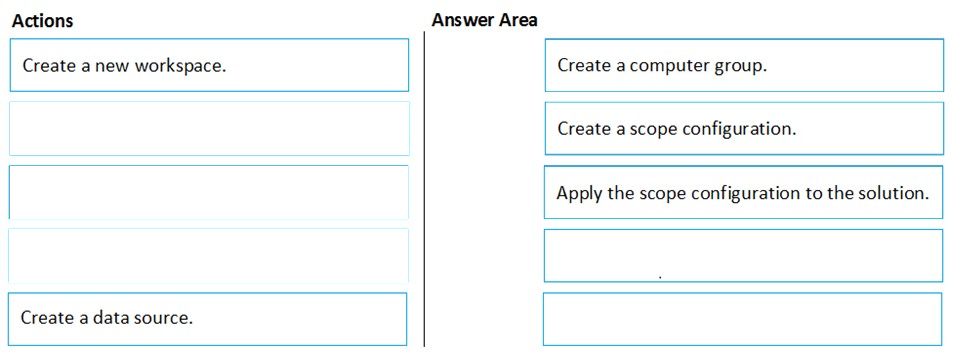 Actions
Answer Area
Create a new workspace.
Create a computer group.
Create a scope configuration.
Apply the scope configuration to the solution.
Create a data source.